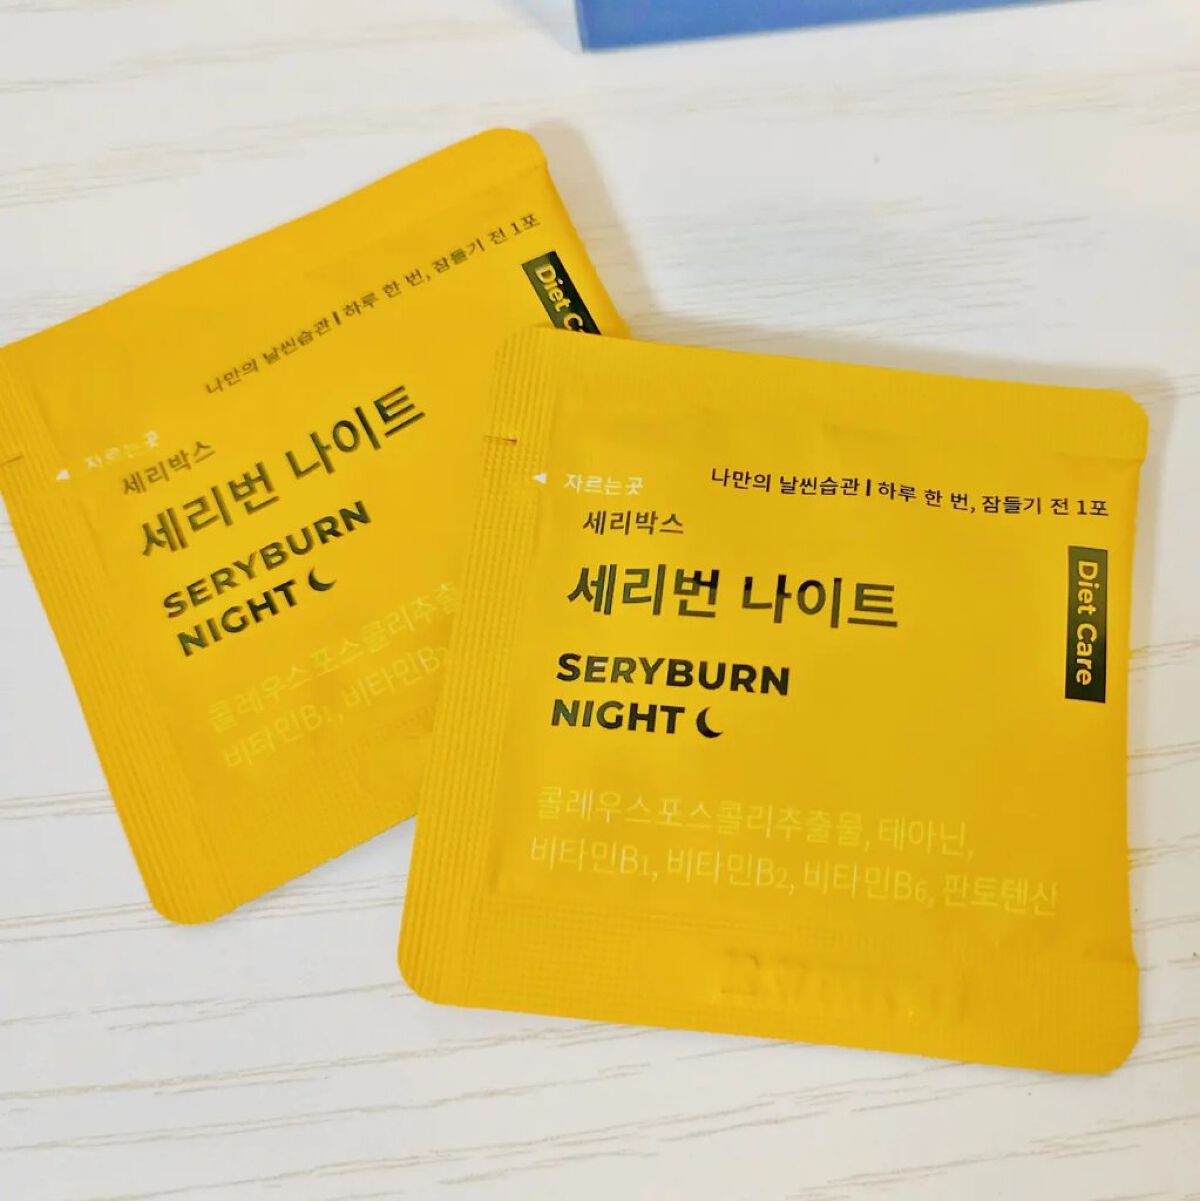 나만의 날씬습관 | 하루 한 번, 잠들기 전 1포
Diet C
◀ 자르는곳
세리박스
세리번 나이트
SERYBURN
NIGHT
콜레우스포스콜리추출
비타민B1, 비타민B
나만의 날씬습관 | 하루 한 번, 잠들기 전 1포
◀ 자르는곳
세리박스
세리번 나이트
SERYBURN
NIGHT
Diet Care
콜레우스포스콜리추출물, 테아닌,
비타민B1, 비타민B2, 비타민B6, 판토텐산